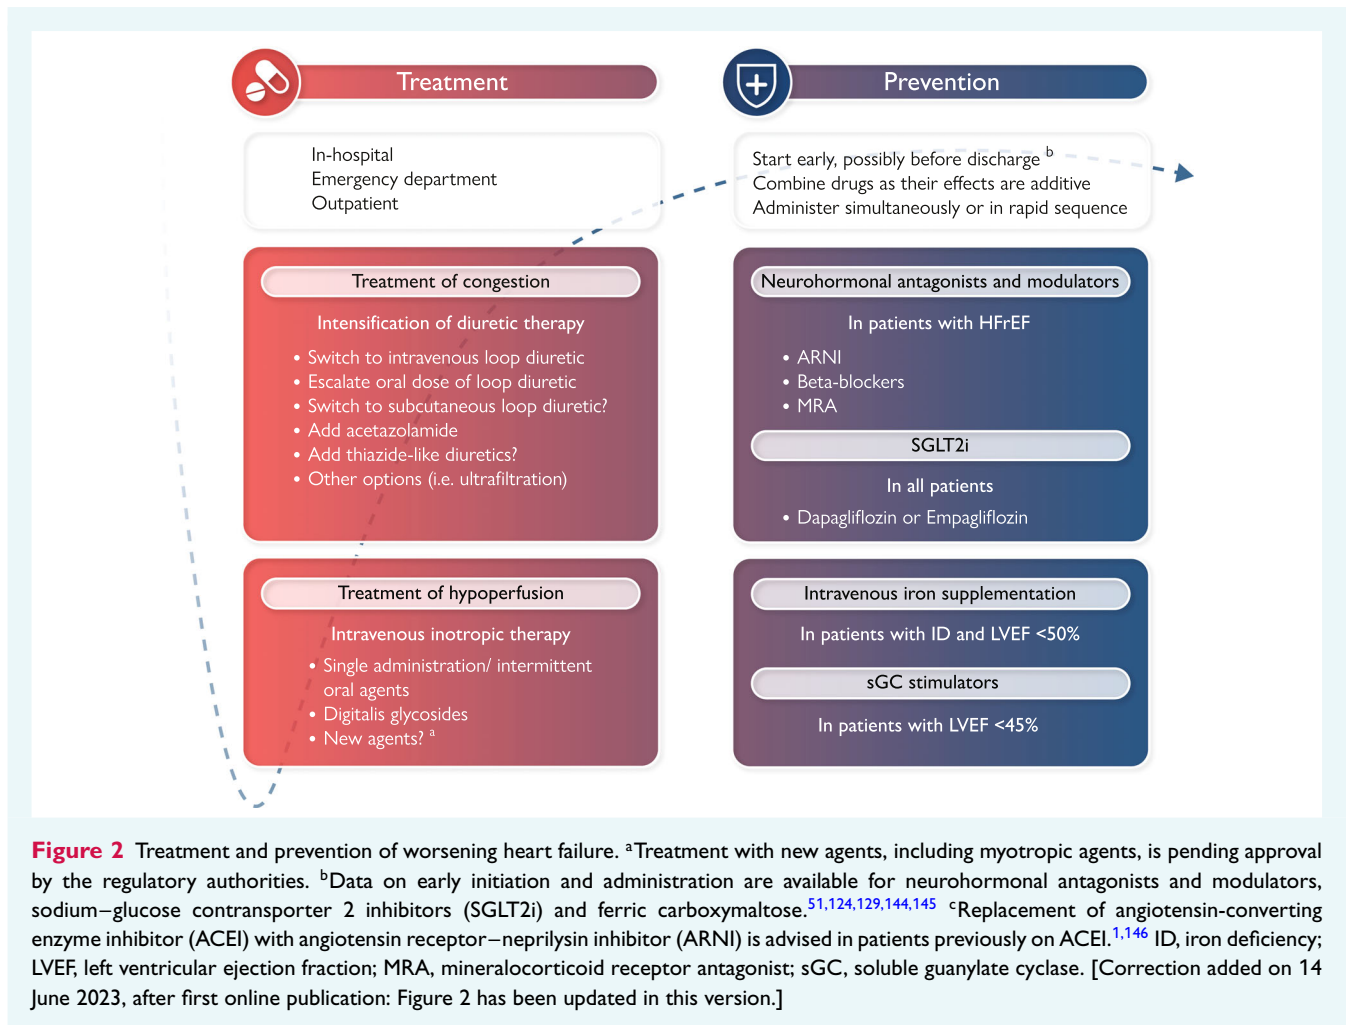 Treatment
In-hospital
Emergency department
Outpatient
Treatment of congestion
Intensification of diuretic therapy
• Switch to intravenous loop diuretic
• Escalate oral dose of loop diuretic
• Switch to subcutaneous loop diuretic?
• Add acetazolamide
• Add thiazide-like diuretics?
• Other options (i.e. ultrafiltration)
Treatment of hypoperfusion
Intravenous inotropic therapy
• Single administration/ intermittent
oral agents
• Digitalis glycosides
• New agents? a
Prevention
Start early, possibly before discharge b
Combine drugs as their effects are additive
Administer simultaneously or in rapid sequence
Neurohormonal antagonists and modulators
In patients with HFrEF
• ARNI
• Beta-blockers
• MRA
SGLT2i
In all patients
• Dapagliflozin or Empagliflozin
Intravenous iron supplementation
In patients with ID and LVEF <50%
sGC stimulators
In patients with LVEF <45%
Figure 2 Treatment and prevention of worsening heart failure. aTreatment with new agents, including myotropic agents, is pending approval
by the regulatory authorities. bData on early initiation and administration are available for neurohormonal antagonists and modulators,
sodium–glucose contransporter 2 inhibitors (SGLT2i) and ferric carboxymaltose.51,124,129,144,145 cReplacement of angiotensin-converting
enzyme inhibitor (ACEI) with angiotensin receptor–neprilysin inhibitor (ARNI) is advised in patients previously on ACEI.1,146 ID, iron deficiency;
LVEF, left ventricular ejection fraction; MRA, mineralocorticoid receptor antagonist; sGC, soluble guanylate cyclase. [Correction added on 14
June 2023, after first online publication: Figure 2 has been updated in this version.]